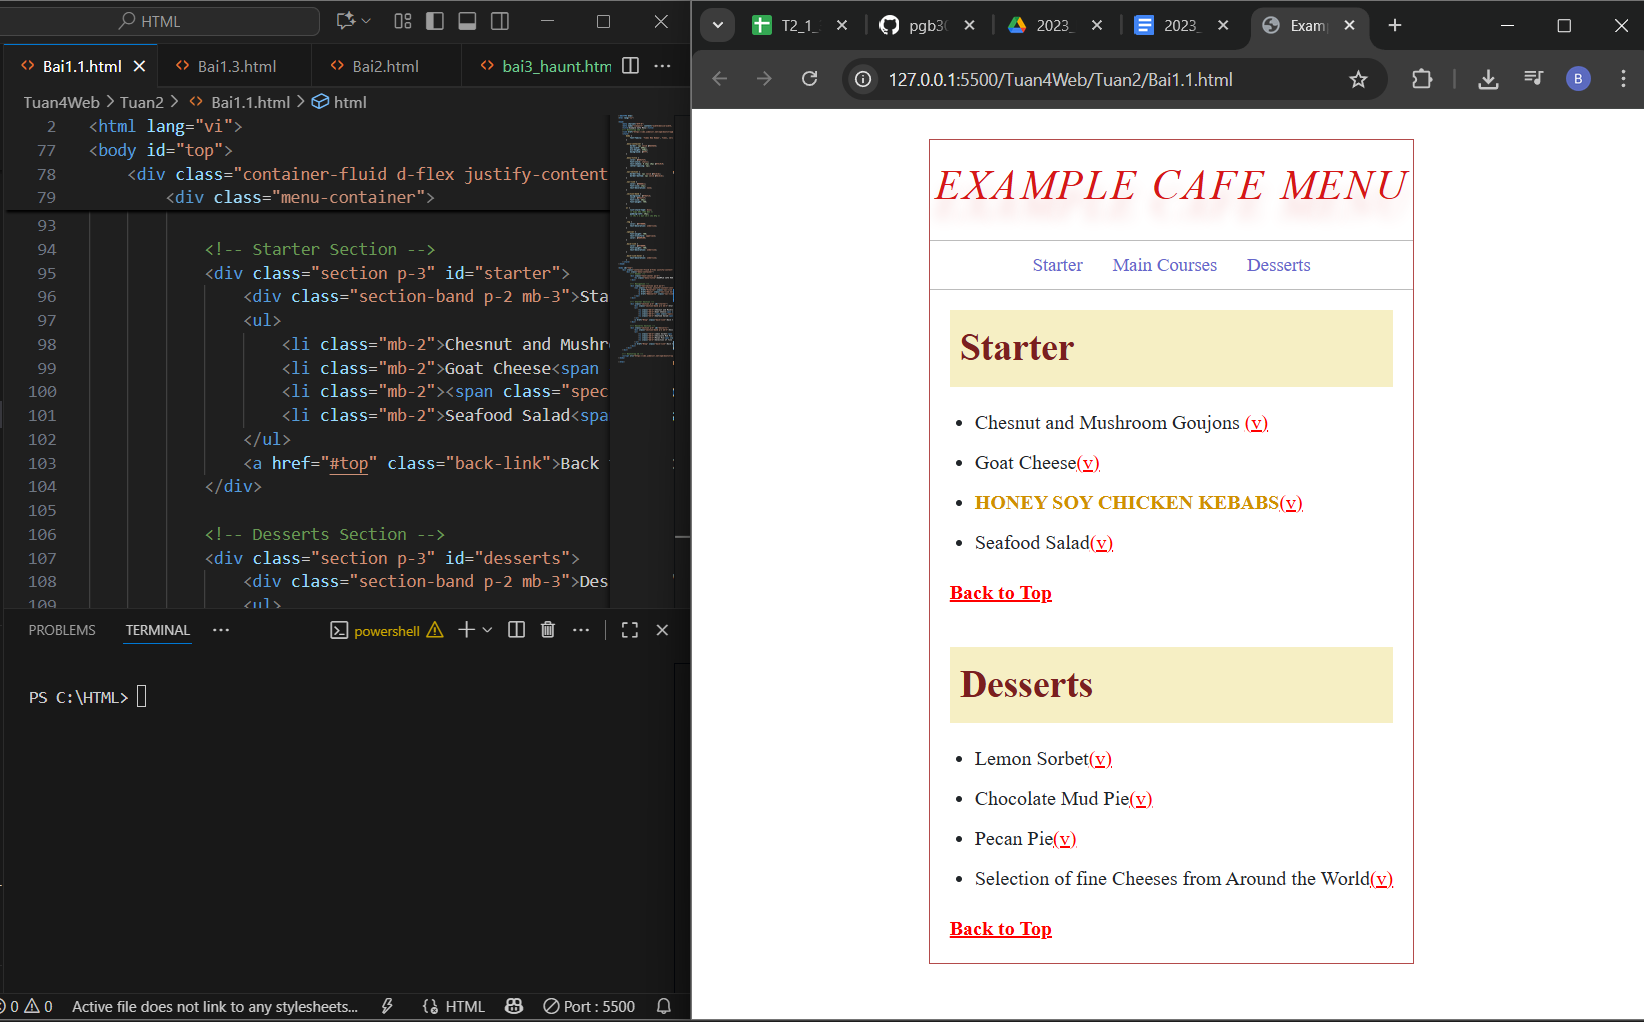 HTML
Bai1.1.html
Bai1.3.html
Bai2.html
bai3_haunt.htm
Tuan4Web > Tuan2 > Bai1.1.html > html
2 <html lang="vi">
77 <body id="top">
78 <div class="container-fluid d-flex justify-content
79 <div class="menu-container">
93
94 <!-- Starter Section -->
95 <div class="section p-3" id="starter">
96 <div class="section-band p-2 mb-3">Sta
97 <ul>
98 <li class="mb-2">Chesnut and Mushr
99 <li class="mb-2">Goat Cheese<span
100 <li class="mb-2"><span class="spec
101 <li class="mb-2">Seafood Salad<spa
102 </ul>
103 <a href="#top" class="back-link">Back
104 </div>
105
106 <!-- Desserts Section -->
107 <div class="section p-3" id="desserts">
108 <div class="section-band p-2 mb-3">Des
109 <ul>
PROBLEMS
TERMINAL
powershell
PS C:\HTML>
0 0 Active file does not link to any stylesheets... HTML Port : 5500
T2_1_
pgb30
2023_
2023_
Exam
127.0.0.1:5500/Tuan4Web/Tuan2/Bai1.1.html
B
EXAMPLE CAFE MENU
Starter Main Courses Desserts
Starter
• Chesnut and Mushroom Goujons (v)
• Goat Cheese(v)
• HONEY SOY CHICKEN KEBABS(v)
• Seafood Salad(v)
Back to Top
Desserts
• Lemon Sorbet(v)
• Chocolate Mud Pie(v)
• Pecan Pie(v)
• Selection of fine Cheeses from Around the World(v)
Back to Top